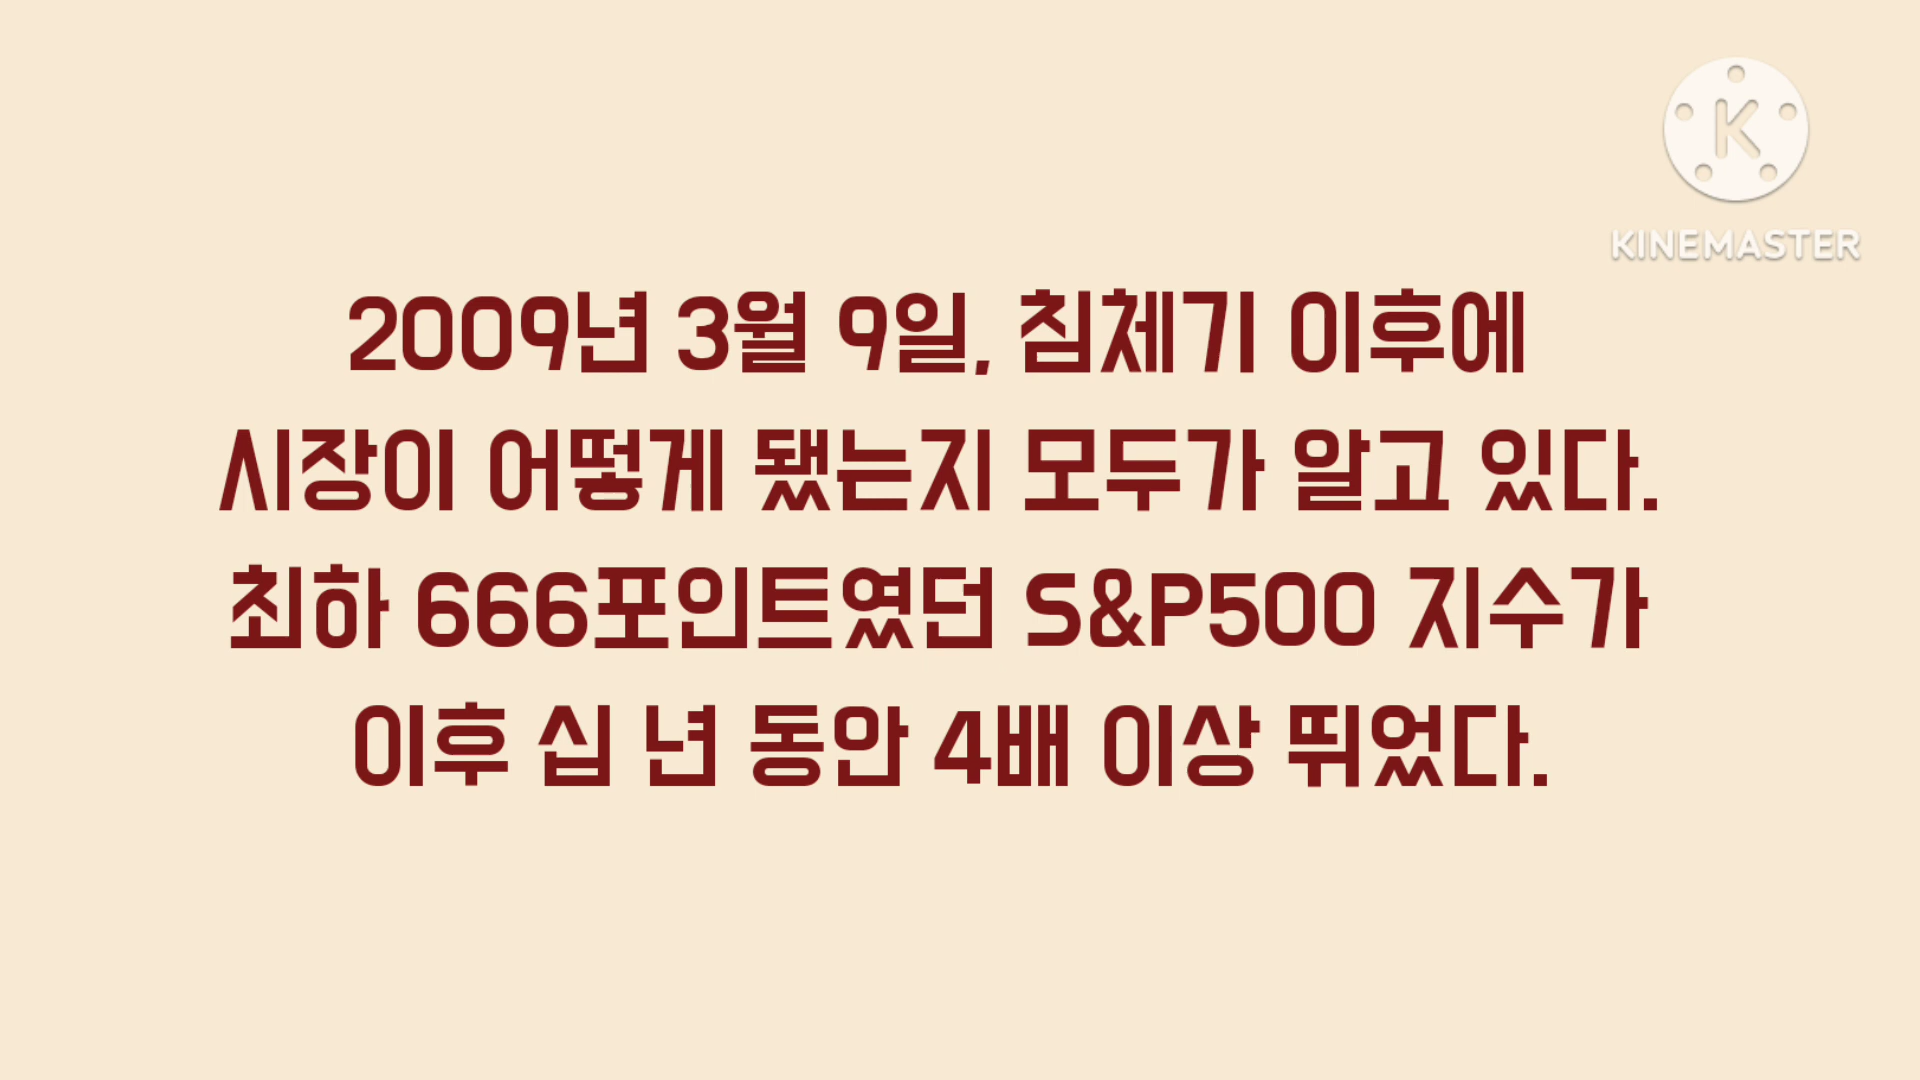 K
KINEMASTER
2009년 3월 9일, 침체기 이후에
시장이 어떻게 됐는지 모두가 알고 있다.
최하 666포인트였던 S&P500 지수가
이후 십 년 동안 4배 이상 뛰었다.